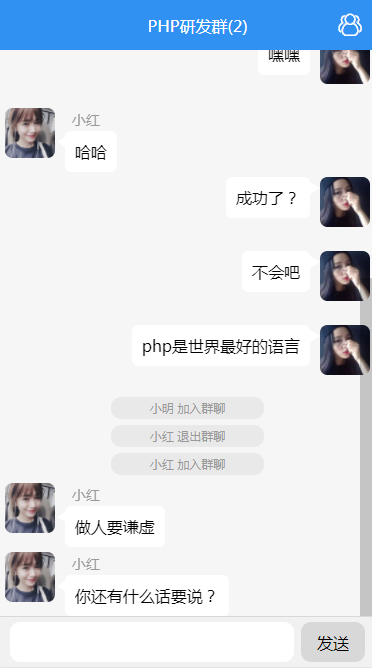 PHP研发群(2)
嘿嘿
小红
哈哈
成功了？
不会吧
php是世界最好的语言
小明 加入群聊
小红 退出群聊
小红 加入群聊
小红
做人要谦虚
小红
你还有什么话要说？
发送